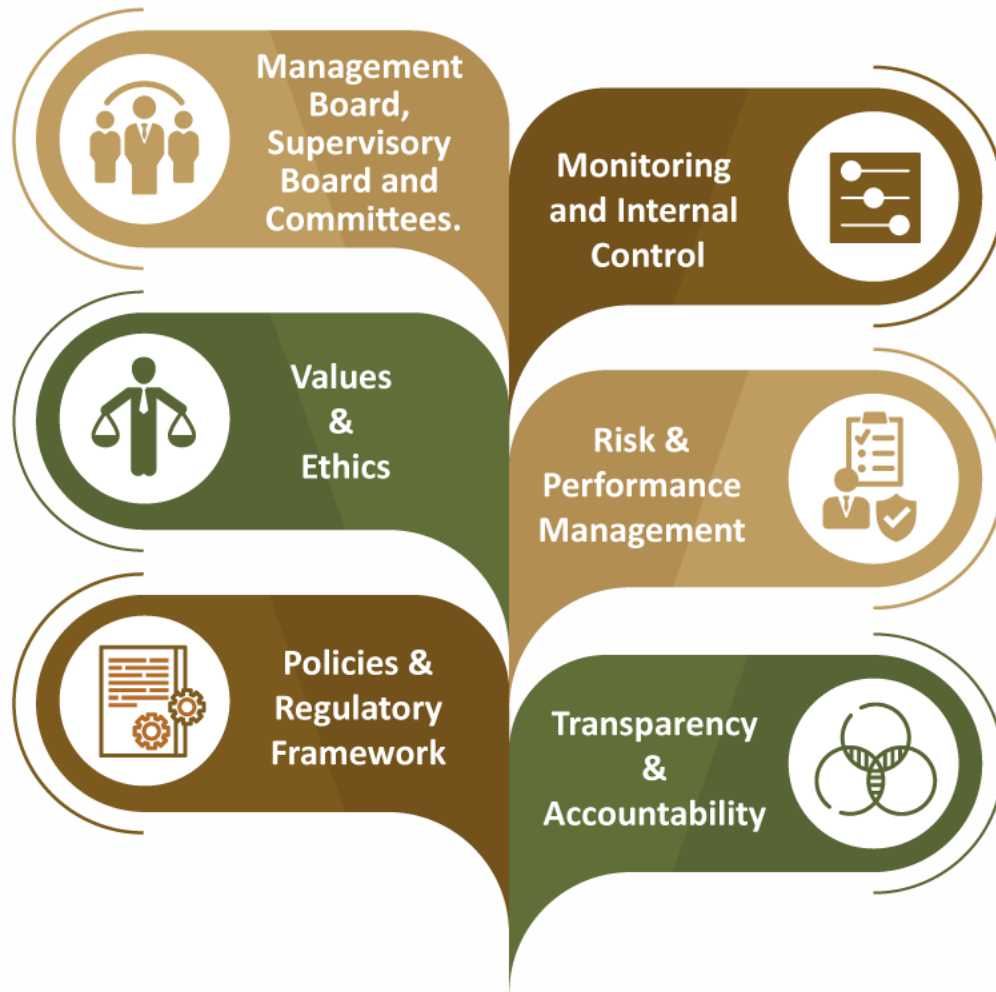 Management
Board,
Supervisory
Board and
Committees.
Monitoring
and Internal
Control
Values
&
Ethics
Risk &
Performance
Management
Policies &
Regulatory
Framework
Transparency
&
Accountability